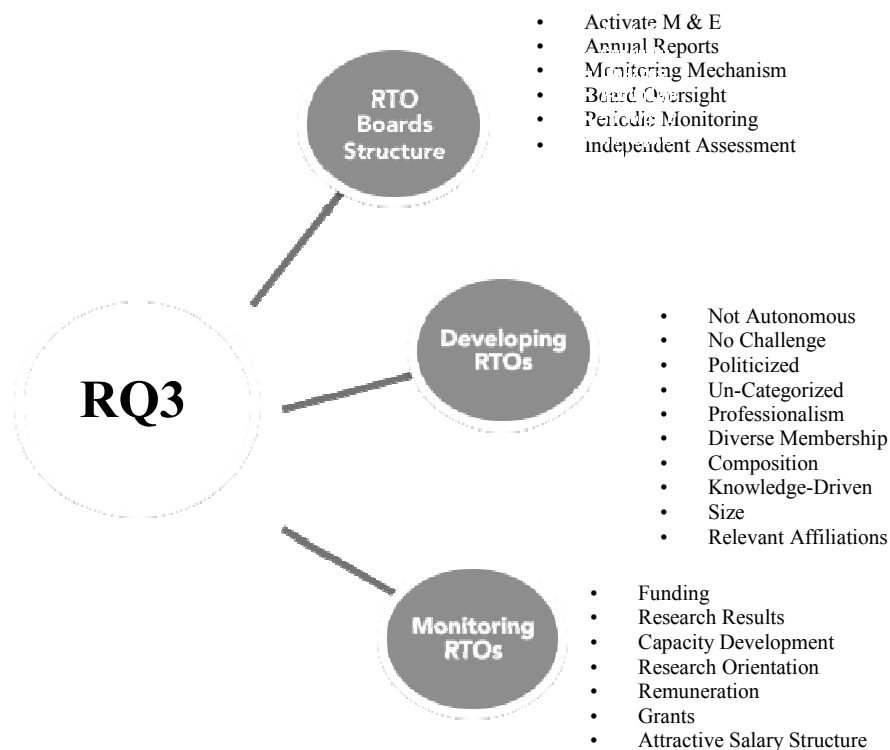 RTO
Boards
Structure
• Activate M & E
• Annual Reports
• Monitoring Mechanism
• Board Oversight
• Periodic Monitoring
• Independent Assessment
RQ3
Developing
RTOs
• Not Autonomous
• No Challenge
• Politicized
• Un-Categorized
• Professionalism
• Diverse Membership
• Composition
• Knowledge-Driven
• Size
• Relevant Affiliations
Monitoring
RTOs
• Funding
• Research Results
• Capacity Development
• Research Orientation
• Remuneration
• Grants
• Attractive Salary Structure